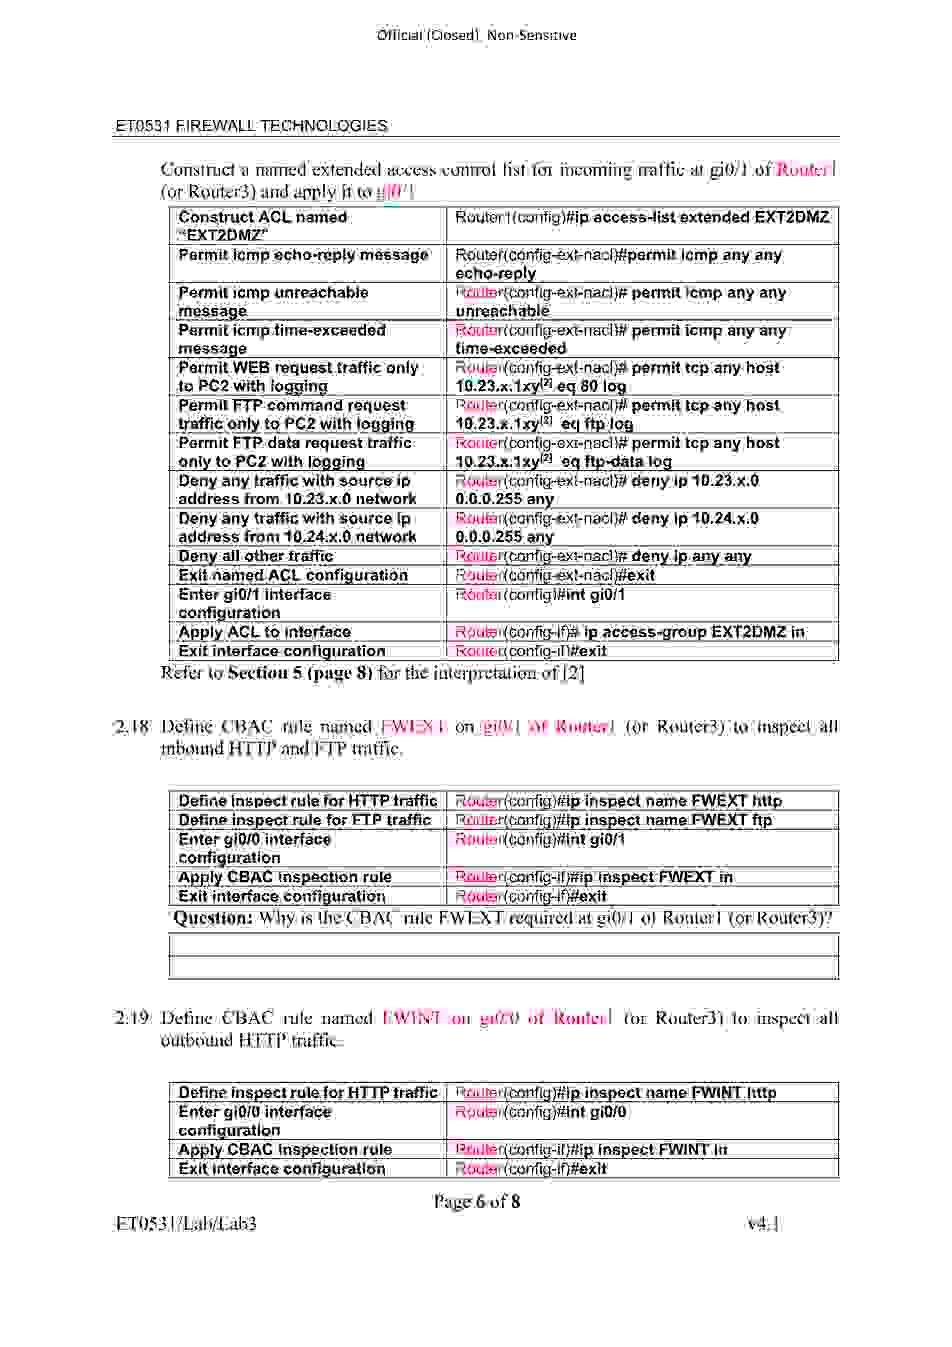 Official (Closed), Non-Sensitive
ET0531 FIREWALL TECHNOLOGIES
Construct a named extended access control list for incoming traffic at gi0/1 of Router1
(or Router3) and apply it to gi0/1
Construct ACL named Router1(config)#ip access-list extended EXT2DMZ
"EXT2DMZ"
Permit icmp echo-reply message Router(config-ext-nacl)#permit icmp any any
echo-reply
Permit icmp unreachable Router(config-ext-nacl)# permit icmp any any
message unreachable
Permit icmp time-exceeded Router(config-ext-nacl)# permit icmp any any
message time-exceeded
Permit WEB request traffic only Router(config-ext-nacl)# permit tcp any host
to PC2 with logging 10.23.x.1xy[2] eq 80 log
Permit FTP command request Router(config-ext-nacl)# permit tcp any host
traffic only to PC2 with logging 10.23.x.1xy[2] eq ftp log
Permit FTP data request traffic Router(config-ext-nacl)# permit tcp any host
only to PC2 with logging 10.23.x.1xy[2] eq ftp-data log
Deny any traffic with source ip Router(config-ext-nacl)# deny ip 10.23.x.0
address from 10.23.x.0 network 0.0.0.255 any
Deny any traffic with source ip Router(config-ext-nacl)# deny ip 10.24.x.0
address from 10.24.x.0 network 0.0.0.255 any
Deny all other traffic Router(config-ext-nacl)# deny ip any any
Exit named ACL configuration Router(config-ext-nacl)#exit
Enter gi0/1 interface Router(config)#int gi0/1
configuration
Apply ACL to interface Router(config-if)# ip access-group EXT2DMZ in
Exit interface configuration Router(config-if)#exit
Refer to Section 5 (page 8) for the interpretation of [2]
2.18 Define CBAC rule named FWEXT on gi0/1 of Router1 (or Router3) to inspect all
inbound HTTP and FTP traffic.
Define inspect rule for HTTP traffic Router(config)#ip inspect name FWEXT http
Define inspect rule for FTP traffic Router(config)#ip inspect name FWEXT ftp
Enter gi0/0 interface Router(config)#int gi0/1
configuration
Apply CBAC Inspection rule Router(config-if)#ip inspect FWEXT in
Exit interface configuration Router(config-if)#exit
Question: Why is the CBAC rule FWEXT required at gi0/1 of Router1 (or Router3)?
2.19 Define CBAC rule named FWINT on gi0/0 of Router1 (or Router3) to inspect all
outbound HTTP traffic.
Define inspect rule for HTTP traffic Router(config)#ip inspect name FWINT http
Enter gi0/0 interface Router(config)#int gi0/0
configuration
Apply CBAC Inspection rule Router(config-if)#ip inspect FWINT in
Exit interface configuration Router(config-if)#exit
Page 6 of 8
ET0531/Lab/Lab3 v4.1